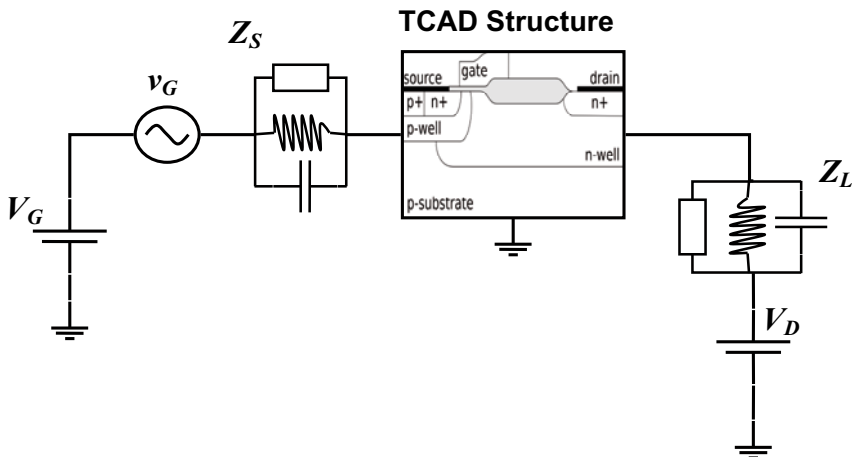 TCAD Structure
Z_S
v_G
gate
source
drain
p+ n+
n+
p-well
n-well
p-substrate
V_G
Z_L
V_D